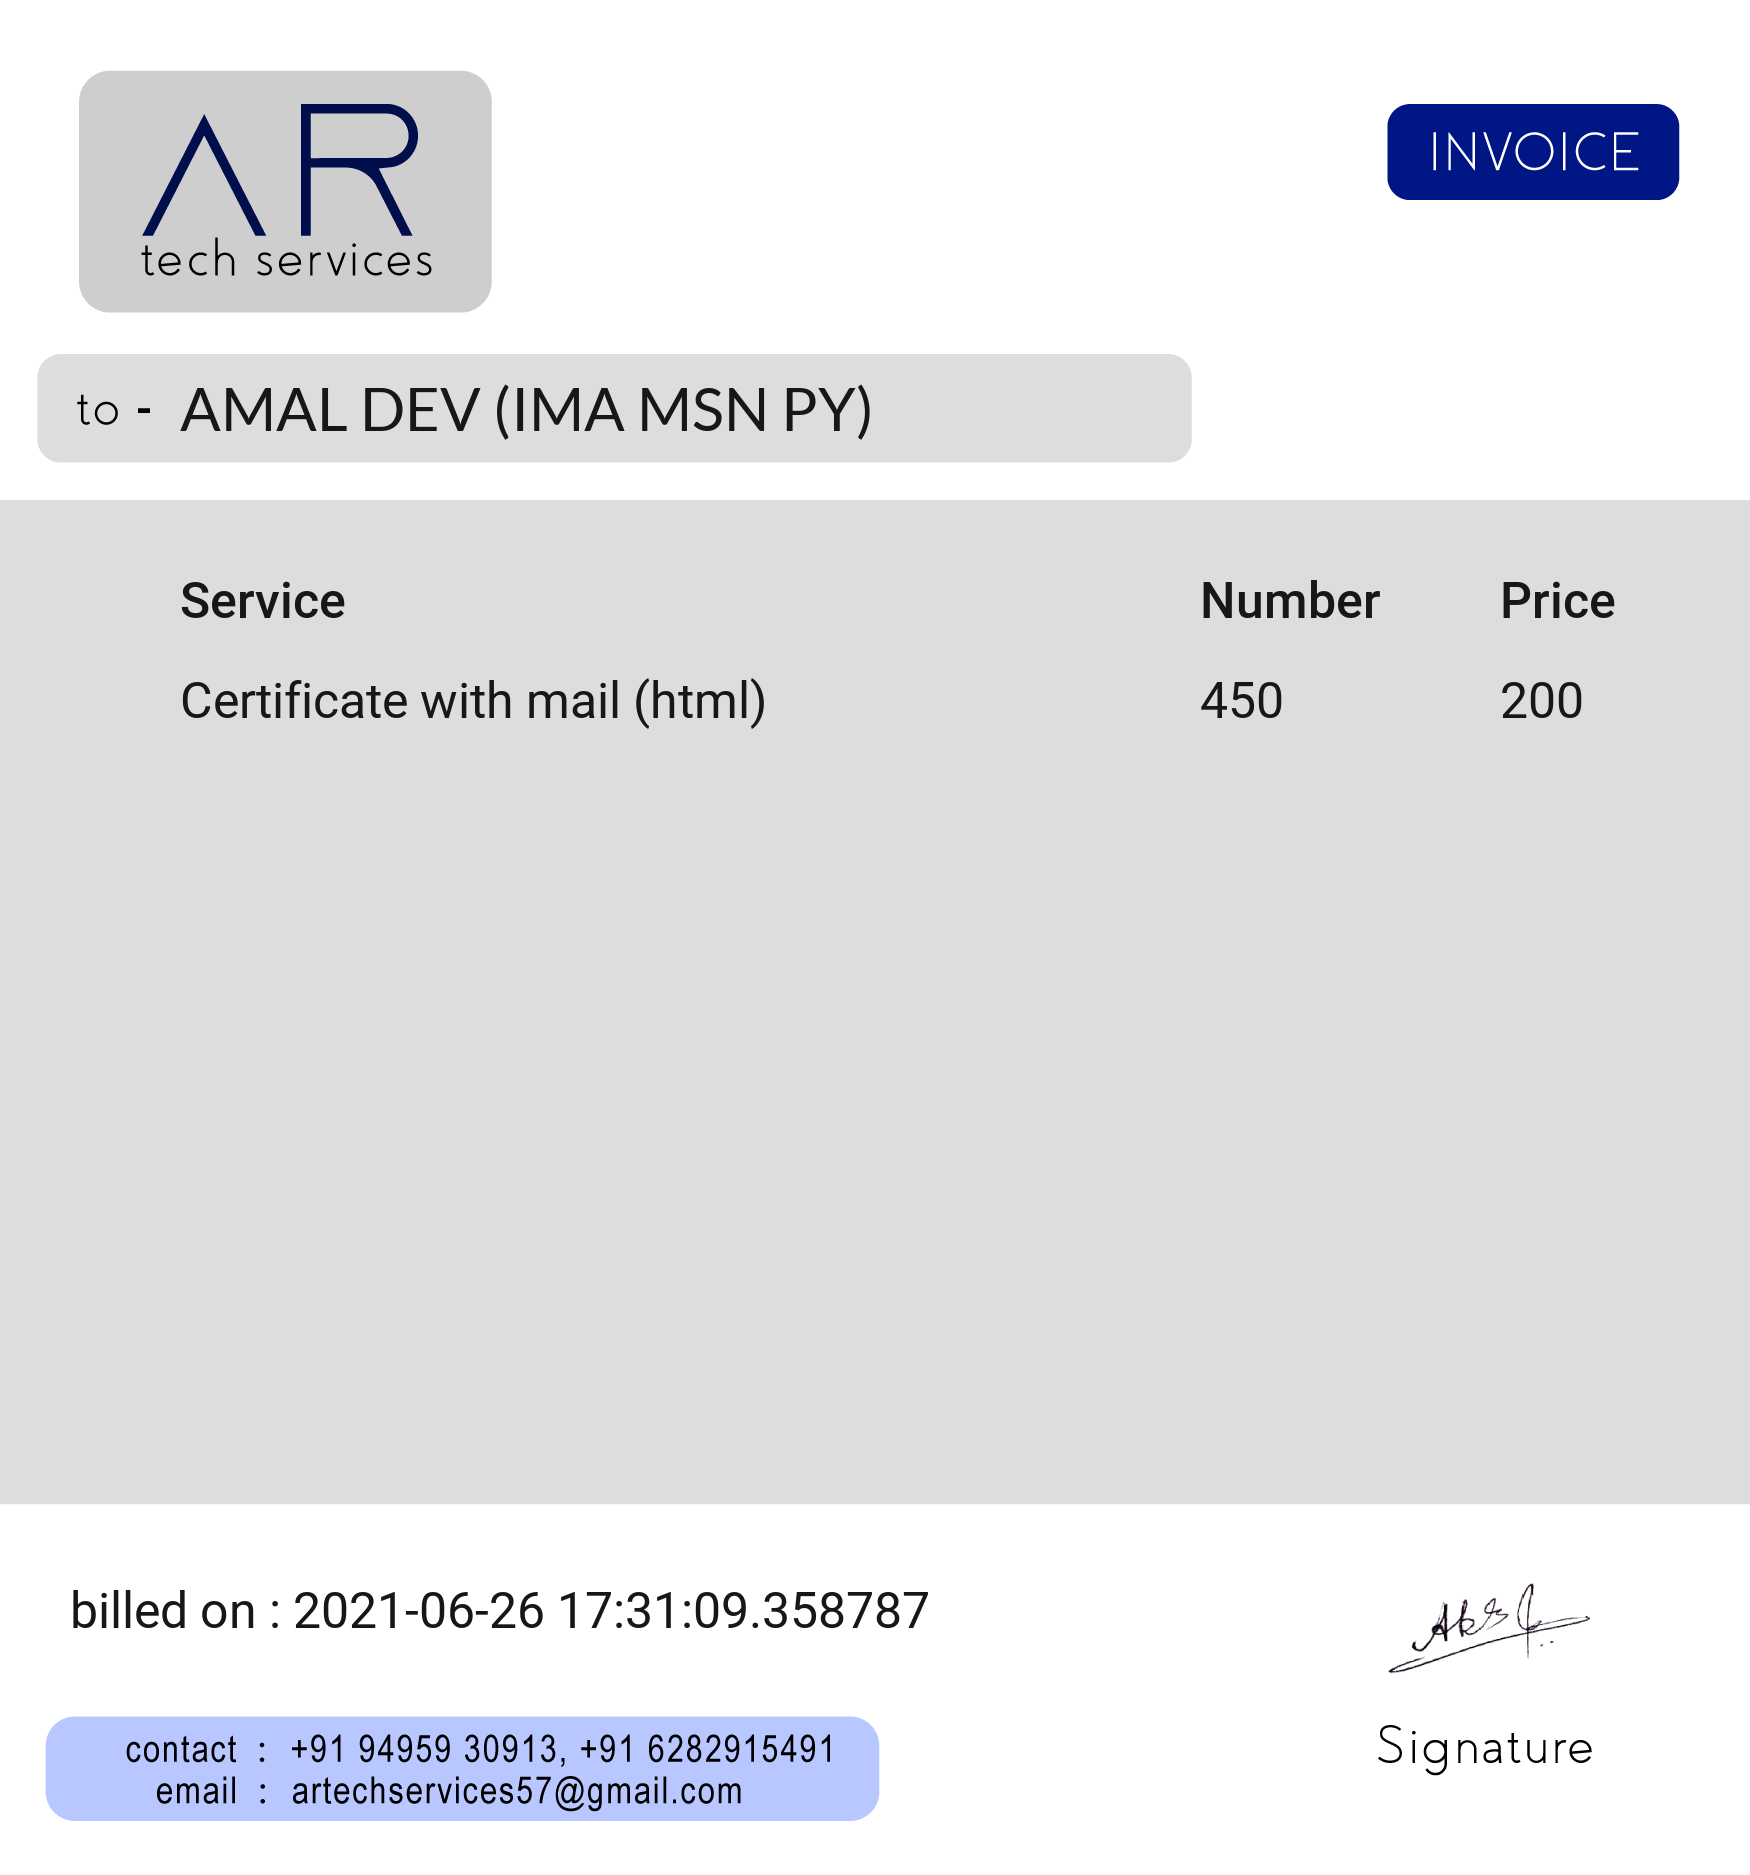 AR
tech services
INVOICE
to - AMAL DEV (IMA MSN PY)
Service Number Price
Certificate with mail (html) 450 200
billed on : 2021-06-26 17:31:09.358787
contact : +91 94959 30913, +91 6282915491
email : artechservices57@gmail.com
Signature